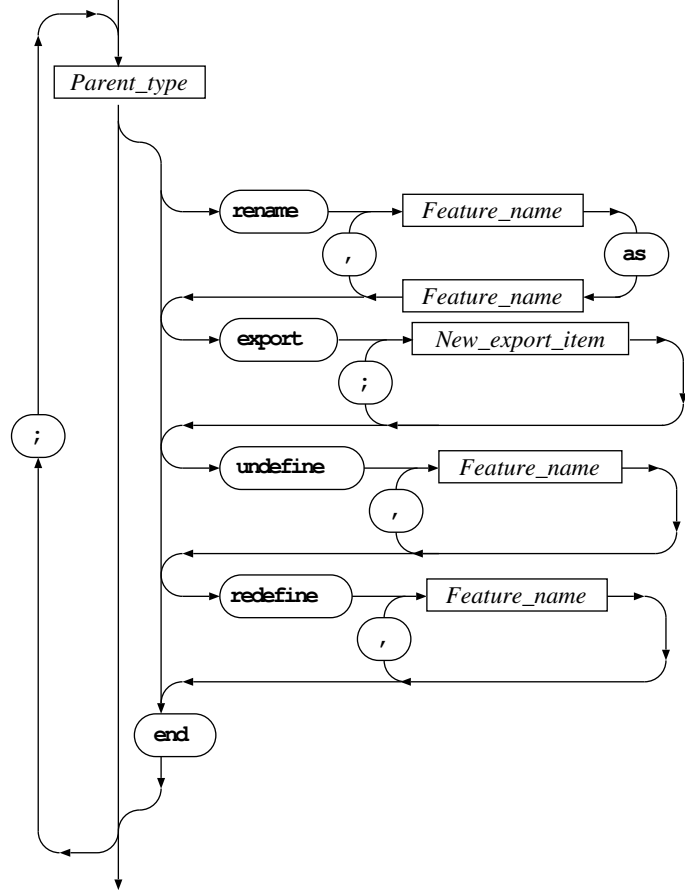 Parent_type
rename Feature_name
, as
Feature_name
export New_export_item
;
;
undefine Feature_name
,
redefine Feature_name
,
end